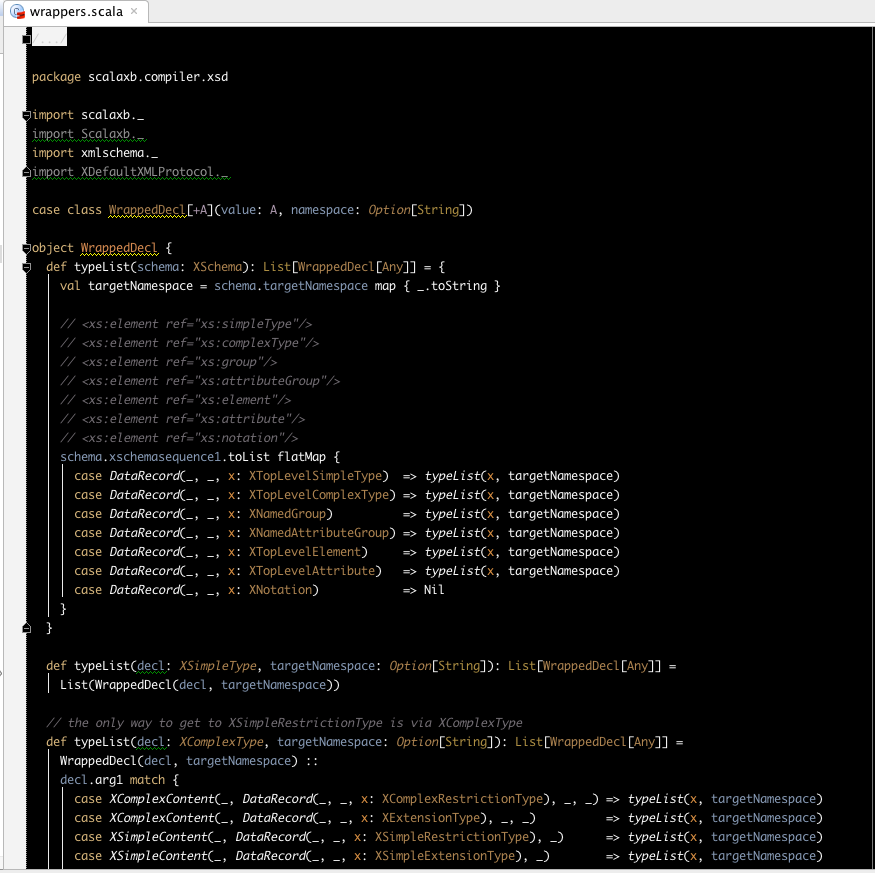 wrappers.scala
/.../
package scalaxb.compiler.xsd
import scalaxb._
import Scalaxb._
import xmlschema._
import XDefaultXMLProtocol._
case class WrappedDecl[+A](value: A, namespace: Option[String])
object WrappedDecl {
  def typeList(schema: XSchema): List[WrappedDecl[Any]] = {
    val targetNamespace = schema.targetNamespace map { _.toString }
    // <xs:element ref="xs:simpleType"/>
    // <xs:element ref="xs:complexType"/>
    // <xs:element ref="xs:group"/>
    // <xs:element ref="xs:attributeGroup"/>
    // <xs:element ref="xs:element"/>
    // <xs:element ref="xs:attribute"/>
    // <xs:element ref="xs:notation"/>
    schema.xschemasequence1.toList flatMap {
      case DataRecord(_, _, x: XTopLevelSimpleType)  => typeList(x, targetNamespace)
      case DataRecord(_, _, x: XTopLevelComplexType) => typeList(x, targetNamespace)
      case DataRecord(_, _, x: XNamedGroup)          => typeList(x, targetNamespace)
      case DataRecord(_, _, x: XNamedAttributeGroup) => typeList(x, targetNamespace)
      case DataRecord(_, _, x: XTopLevelElement)     => typeList(x, targetNamespace)
      case DataRecord(_, _, x: XTopLevelAttribute)   => typeList(x, targetNamespace)
      case DataRecord(_, _, x: XNotation)            => Nil
    }
  }
  def typeList(decl: XSimpleType, targetNamespace: Option[String]): List[WrappedDecl[Any]] =
    List(WrappedDecl(decl, targetNamespace))
  // the only way to get to XSimpleRestrictionType is via XComplexType
  def typeList(decl: XComplexType, targetNamespace: Option[String]): List[WrappedDecl[Any]] =
    WrappedDecl(decl, targetNamespace) ::
    decl.arg1 match {
      case XComplexContent(_, DataRecord(_, _, x: XComplexRestrictionType), _, _) => typeList(x, targetNamespace)
      case XComplexContent(_, DataRecord(_, _, x: XExtensionType), _, _)          => typeList(x, targetNamespace)
      case XSimpleContent(_, DataRecord(_, _, x: XSimpleRestrictionType), _)      => typeList(x, targetNamespace)
      case XSimpleContent(_, DataRecord(_, _, x: XSimpleExtensionType), _)        => typeList(x, targetNamespace)